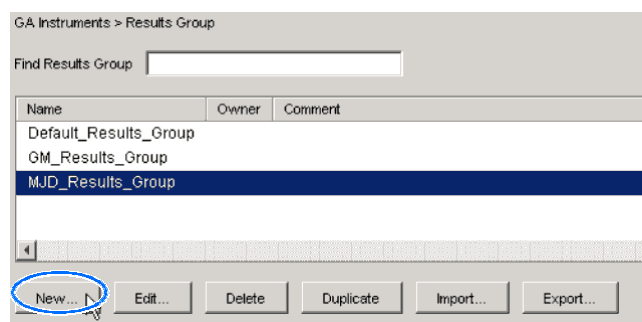 GA Instruments > Results Group
Find Results Group
Name Owner Comment
Default_Results_Group
GM_Results_Group
MJD_Results_Group
New... Edit... Delete Duplicate Import... Export...